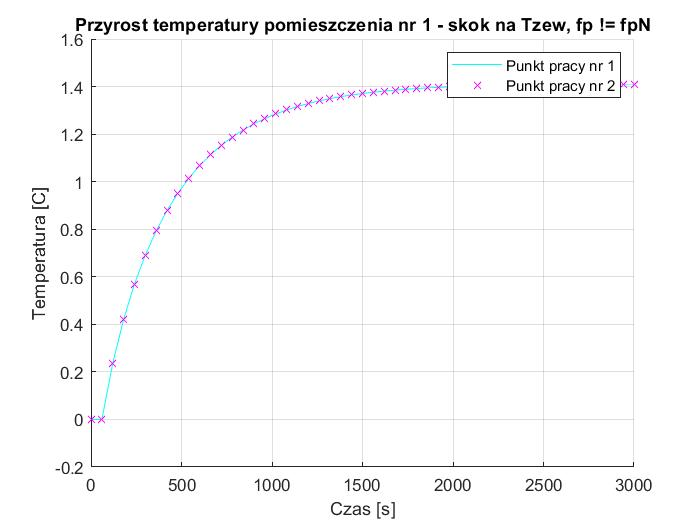 Przyrost temperatury pomieszczenia nr 1 - skok na Tzew, fp != fpN
1.6
1.4
1.2
1
0.8
0.6
0.4
0.2
0
-0.2
Temperatura [C]
Punkt pracy nr 1
Punkt pracy nr 2
0 500 1000 1500 2000 2500 3000
Czas [s]